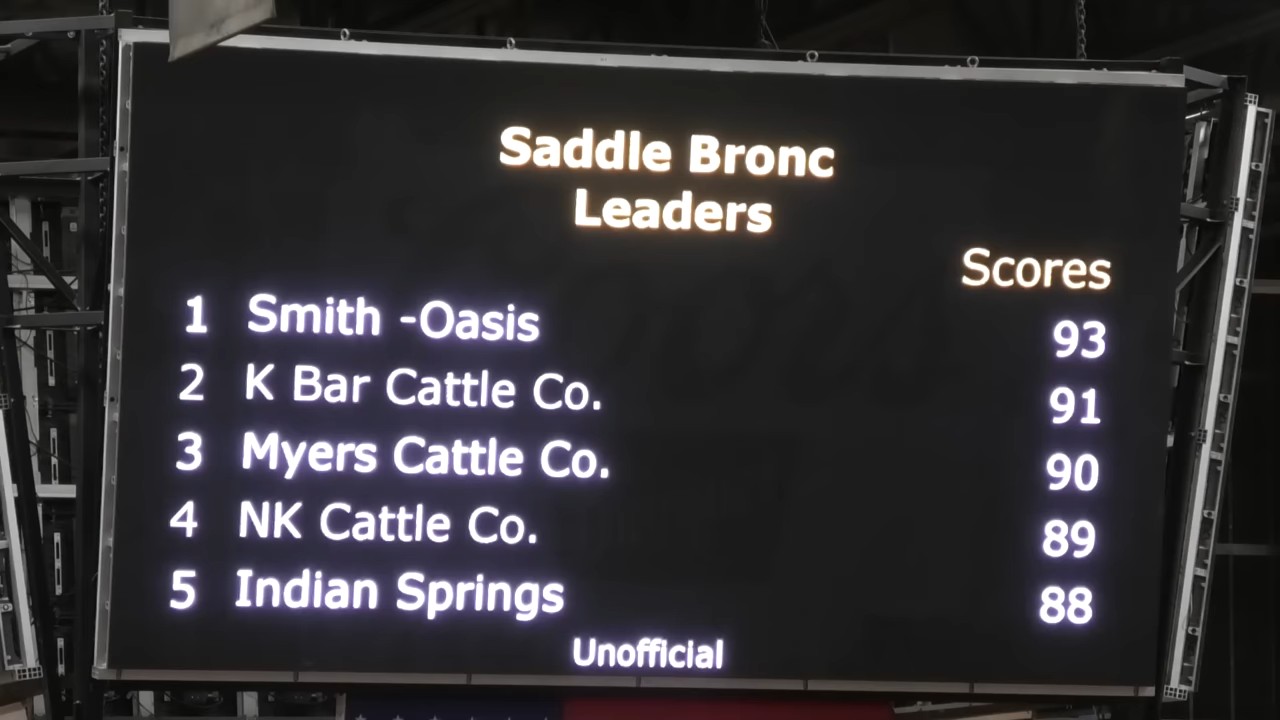 Saddle Bronc
Leaders
Scores
1 Smith -Oasis 93
2 K Bar Cattle Co. 91
3 Myers Cattle Co. 90
4 NK Cattle Co. 89
5 Indian Springs 88
Unofficial